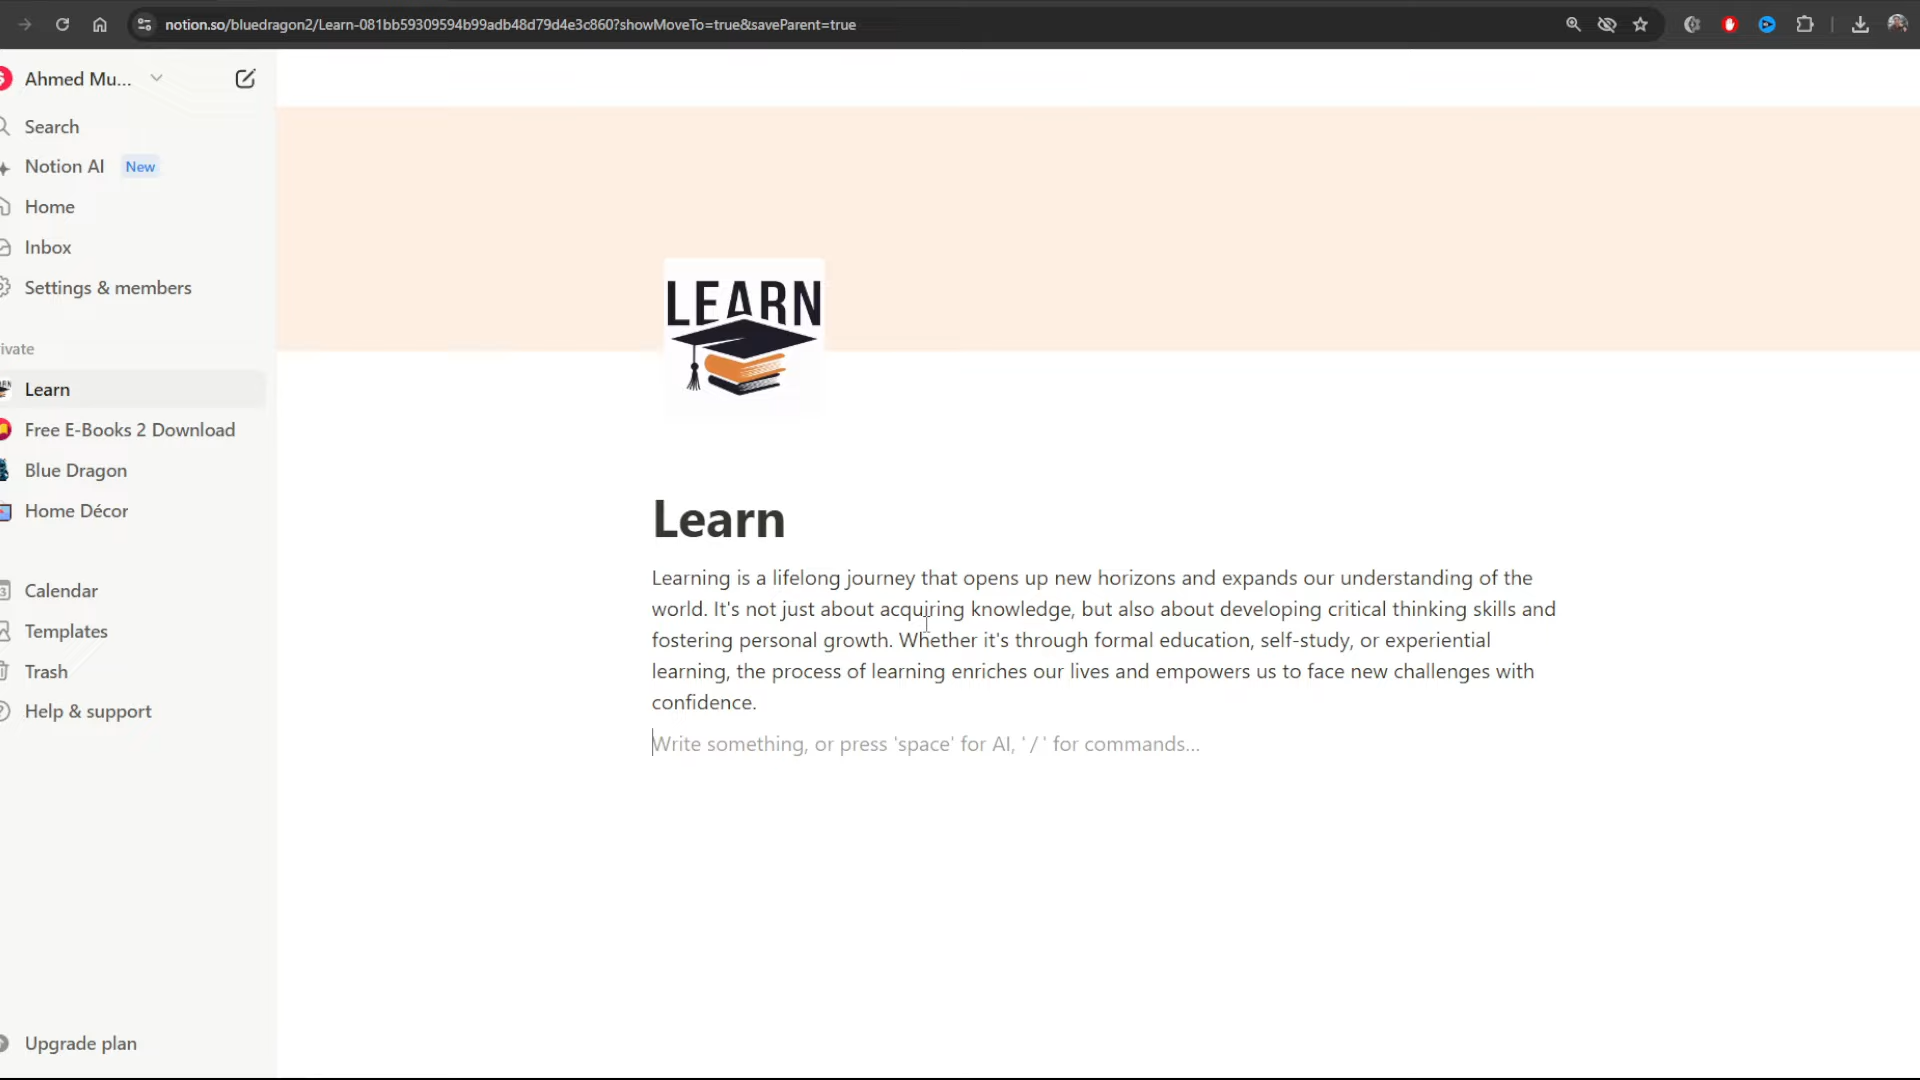 notion.so/bluedragon2/Learn-081bb59309594b99adb48d79d4e3c860?showMoveTo=true&saveParent=true
Ahmed Mu...
Search
Notion AI New
Home
Inbox
Settings & members
ivate
Learn
Free E-Books 2 Download
Blue Dragon
Home Décor
Calendar
Templates
Trash
Help & support
Upgrade plan
LEARN
Learn
Learning is a lifelong journey that opens up new horizons and expands our understanding of the
world. It's not just about acquiring knowledge, but also about developing critical thinking skills and
fostering personal growth. Whether it's through formal education, self-study, or experiential
learning, the process of learning enriches our lives and empowers us to face new challenges with
confidence.
Write something, or press 'space' for AI, '/' for commands...